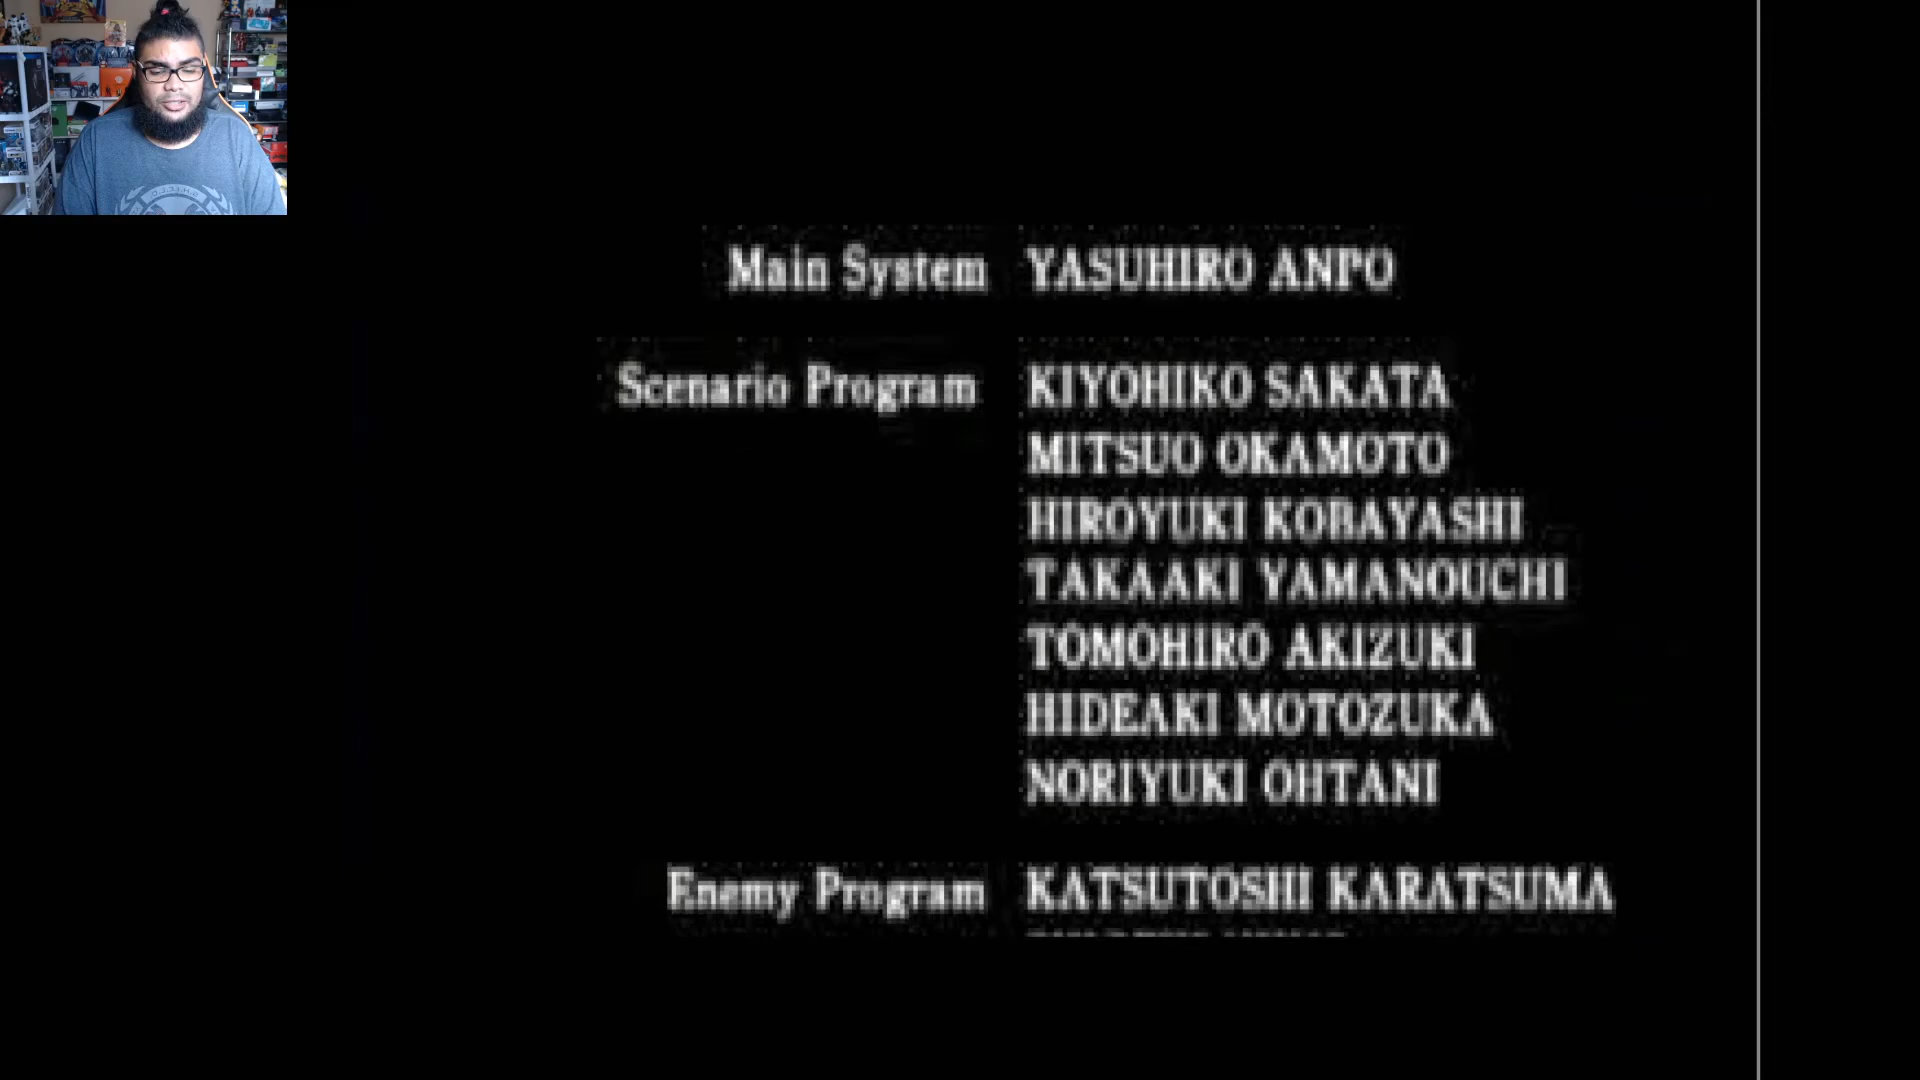 Main System YASUHIRO ANPO
Scenario Program KIYOHIKO SAKATA
MITSUO OKAMOTO
HIROYUKI KOBAYASHI
TAKAAKI YAMANOUCHI
TOMOHIRO AKIZUKI
HIDEAKI MOTOZUKA
NORIYUKI OHTANI
Enemy Program KATSUTOSHI KARATSUMA